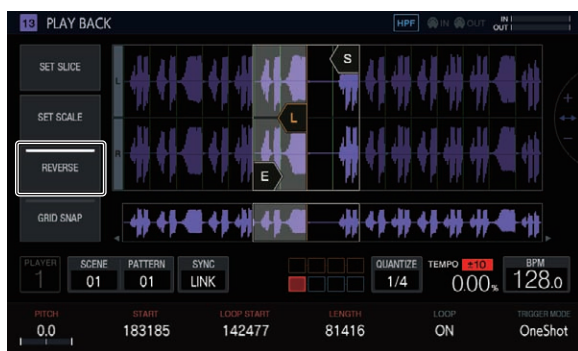 13 PLAY BACK HPF IN OUT IN OUT
SET SLICE
SET SCALE
REVERSE
GRID SNAP
L
R
S
L
E
+
-
PLAYER 1
SCENE 01
PATTERN 01
SYNC LINK
QUANTIZE 1/4
TEMPO ±10 0.00%
BPM 128.0
PITCH START LOOP START LENGTH LOOP TRIGGER MODE
0.0 183185 142477 81416 ON OneShot